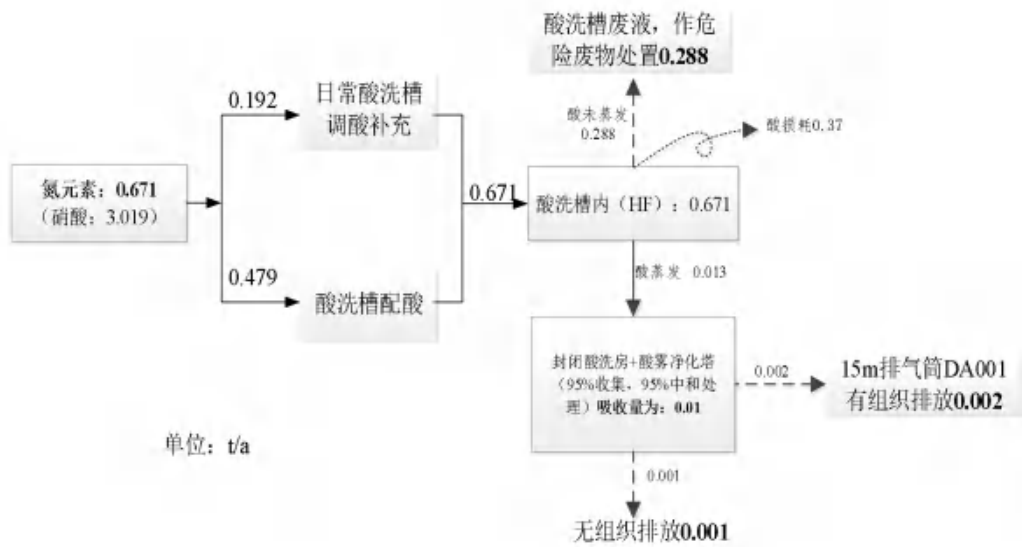 酸洗槽废液，作危
险废物处置0.288
0.192
日常酸洗槽
调酸补充
酸未蒸发
0.288
酸损耗0.37
氮元素：0.671
（硝酸：3.019）
0.671
酸洗槽内（HF）：0.671
0.479
酸洗槽配酸
酸蒸发 0.013
封闭酸洗房+酸雾净化塔
（95%收集，95%中和处
理）吸收量为：0.01
0.002
15m排气筒DA001
有组织排放0.002
单位：t/a
0.001
无组织排放0.001